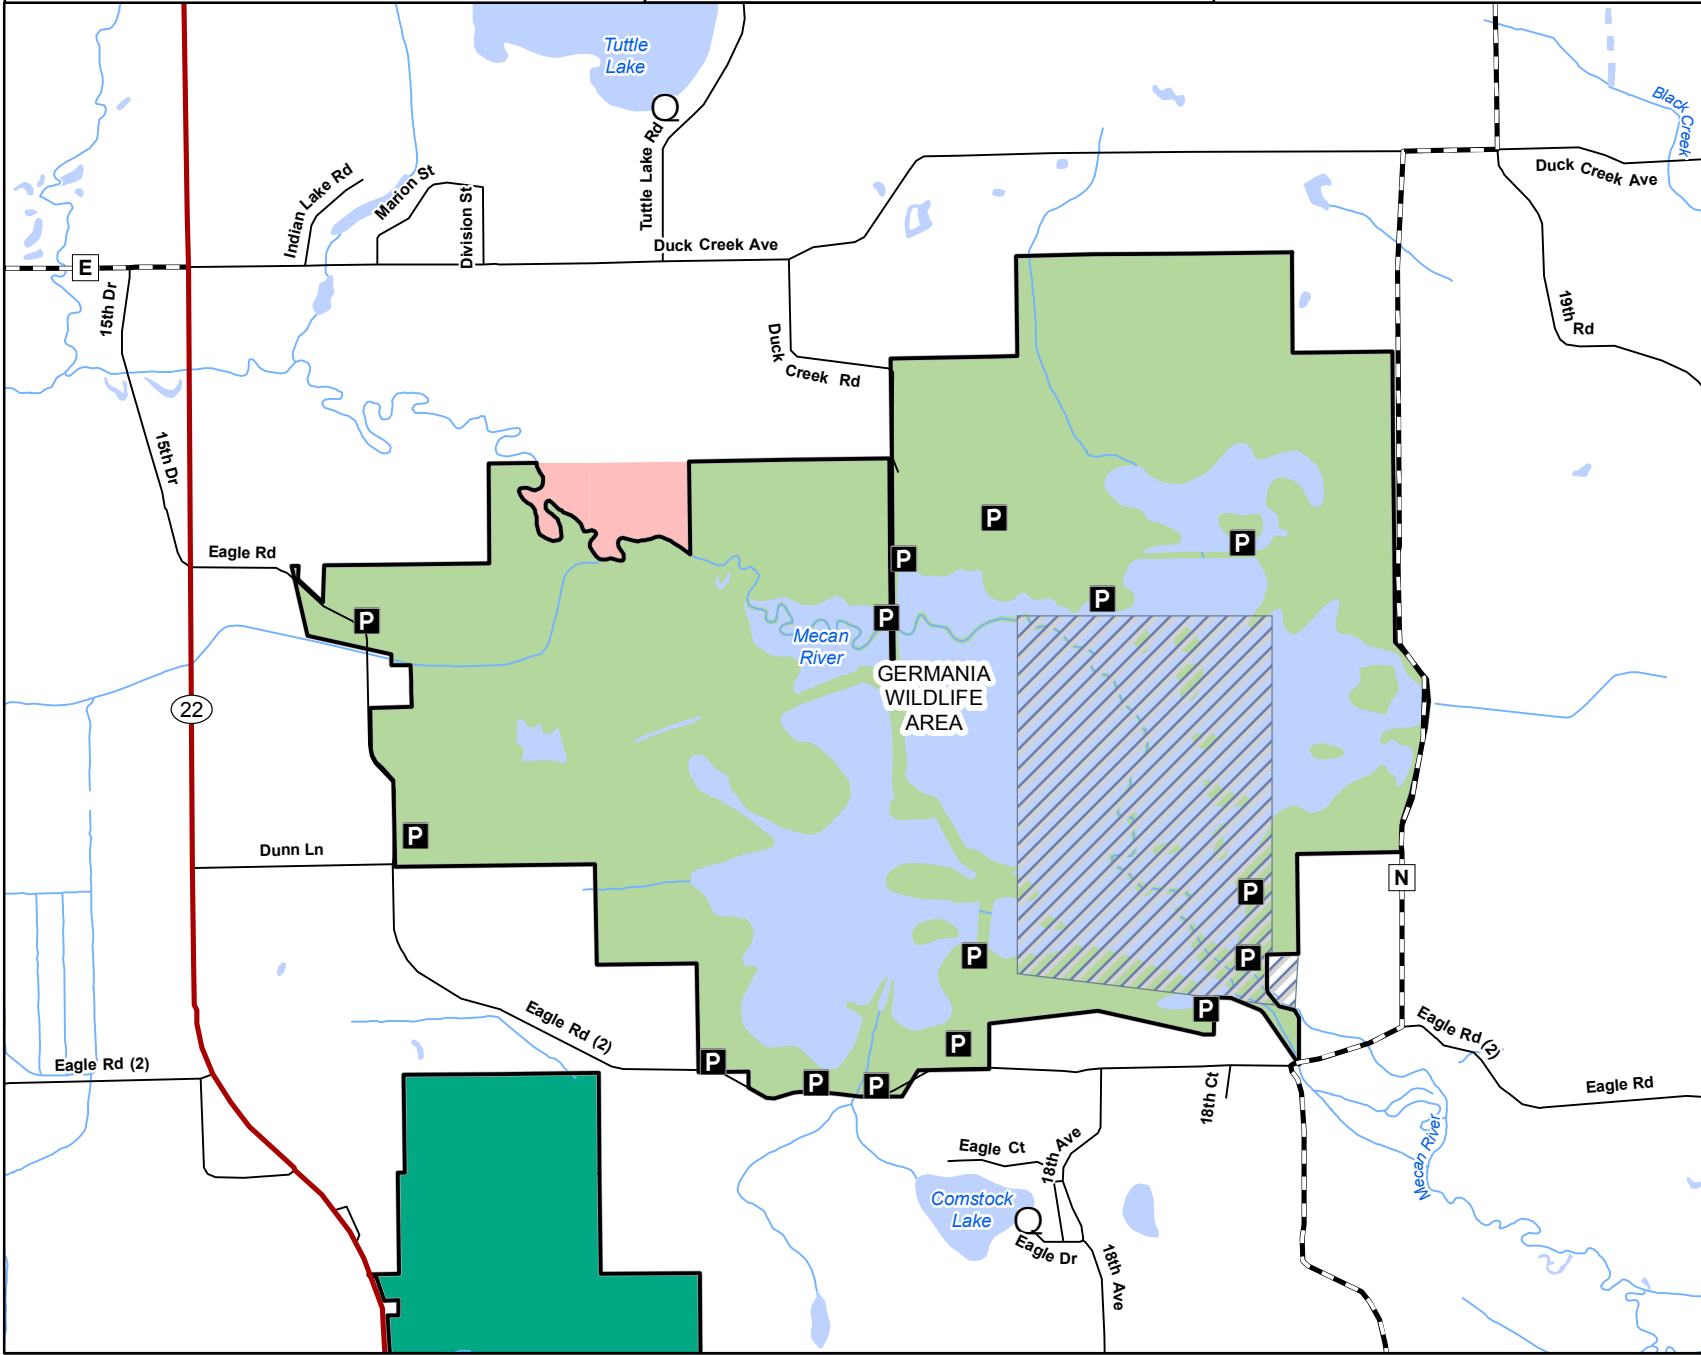 Tuttle
Lake
Black Creek
Q
Tuttle Lake Rd
Indian Lake Rd
Marion St
Division St
Duck Creek Ave
Duck Creek Ave
E
15th Dr
19th Rd
Duck
Creek Rd
15th Dr
P
P
P
Eagle Rd
P
P
P
Mecan
River
GERMANIA
WILDLIFE
AREA
22
P
Dunn Ln
N
P
P
P
P
Eagle Rd (2)
Eagle Rd (2)
P
P
Eagle Rd (2)
P
P
Eagle Rd
18th Ct
Mecan River
Eagle Ct
18th Ave
Comstock
Lake
Q
Eagle Dr
18th Ave